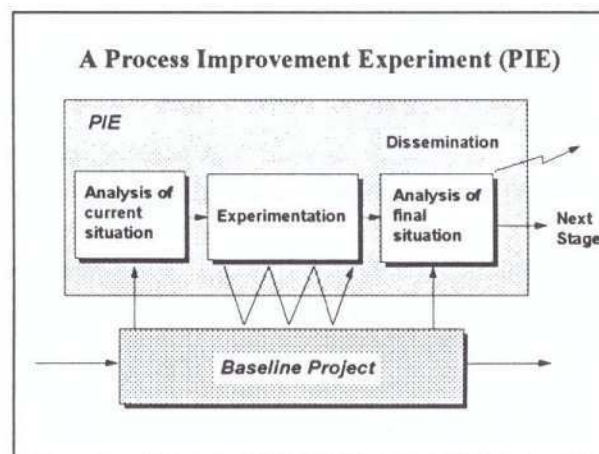 A Process Improvement Experiment (PIE)
PIE
Dissemination
Analysis of
current
situation
Experimentation
Analysis of
final
situation
Next
Stage
Baseline Project